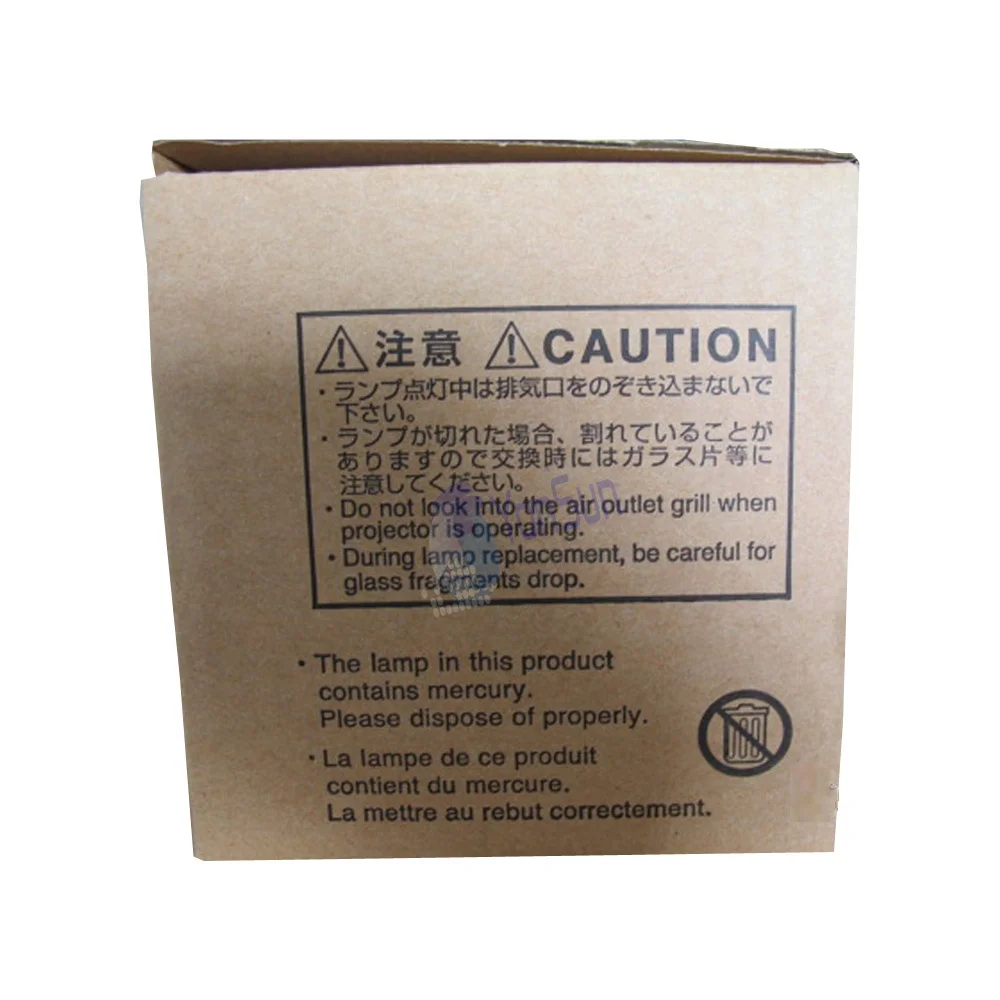 注意 CAUTION
・ランプ点灯中は排気口をのぞき込まないで
下さい。
・ランプが切れた場合、割れていることが
ありますので交換時にはガラス片等に
注意してください。
・Do not look into the air outlet grill when
projector is operating.
・During lamp replacement, be careful for
glass fragments drop.
・The lamp in this product
contains mercury.
Please dispose of properly.
・La lampe de ce produit
contient du mercure.
La mettre au rebut correctement.
YanSun